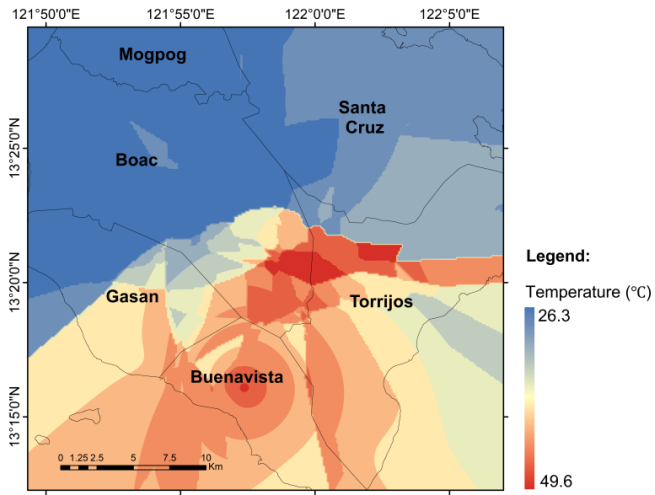 121°50'0"E 121°55'0"E 122°0'0"E 122°5'0"E
Mogpog
Santa
Cruz
13°25'0"N
Boac
13°20'0"N
Gasan
Torrijos
Buenavista
13°15'0"N
0 1.25 2.5 5 7.5 10
Km
Legend:
Temperature (℃)
26.3
49.6